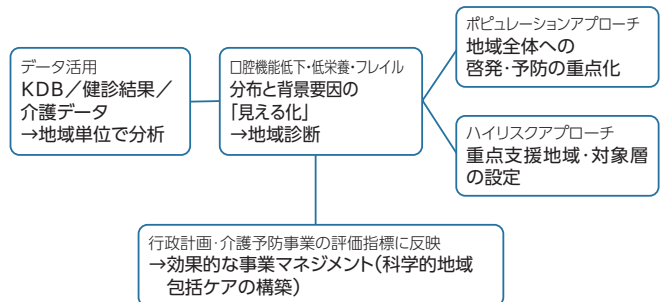 データ活用
KDB／健診結果／
介護データ
→地域単位で分析
口腔機能低下・低栄養・フレイル
分布と背景要因の
「見える化」
→地域診断
ポピュレーションアプローチ
地域全体への
啓発・予防の重点化
ハイリスクアプローチ
重点支援地域・対象層
の設定
行政計画・介護予防事業の評価指標に反映
→効果的な事業マネジメント（科学的地域
包括ケアの構築）